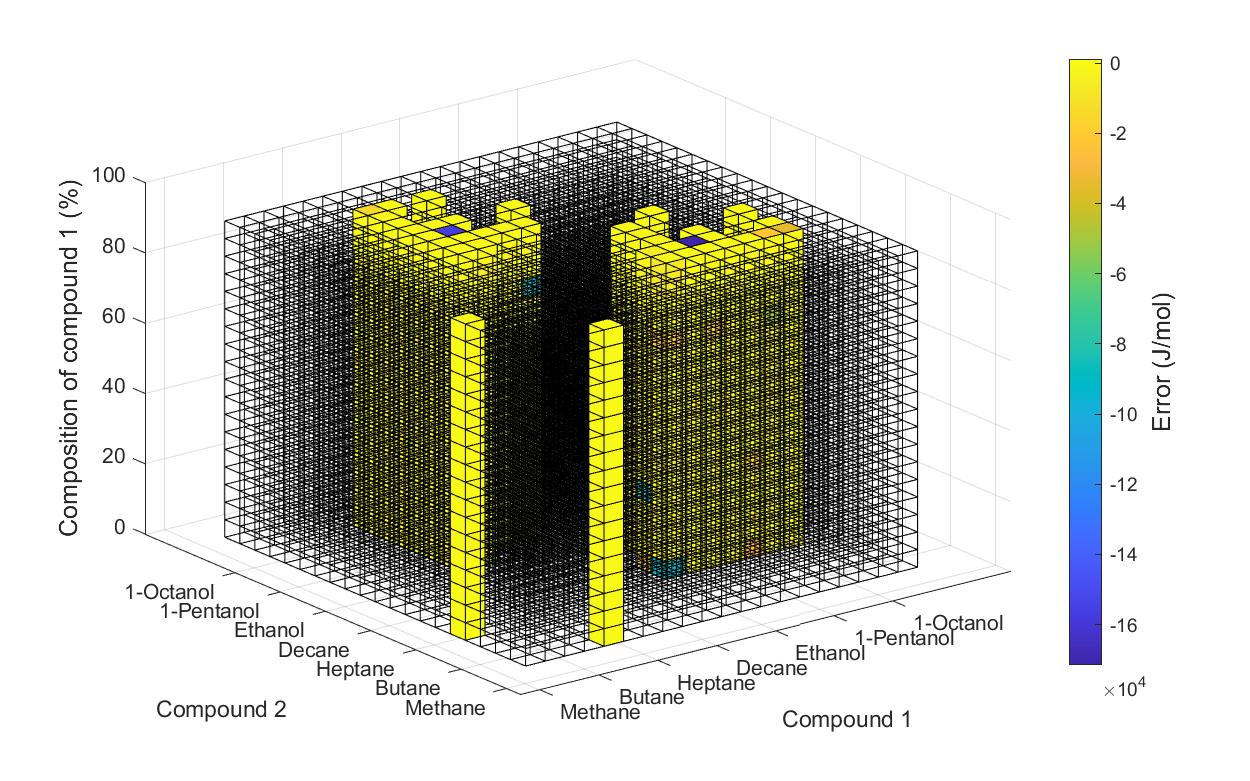 100
80
60
40
20
0
Composition of compound 1 (%)
1-Octanol
1-Pentanol
Ethanol
Decane
Heptane
Butane
Methane
Compound 2
Methane
Butane
Heptane
Decane
Ethanol
1-Pentanol
1-Octanol
Compound 1
0
-2
-4
-6
-8
-10
-12
-14
-16
×10⁴
Error (J/mol)